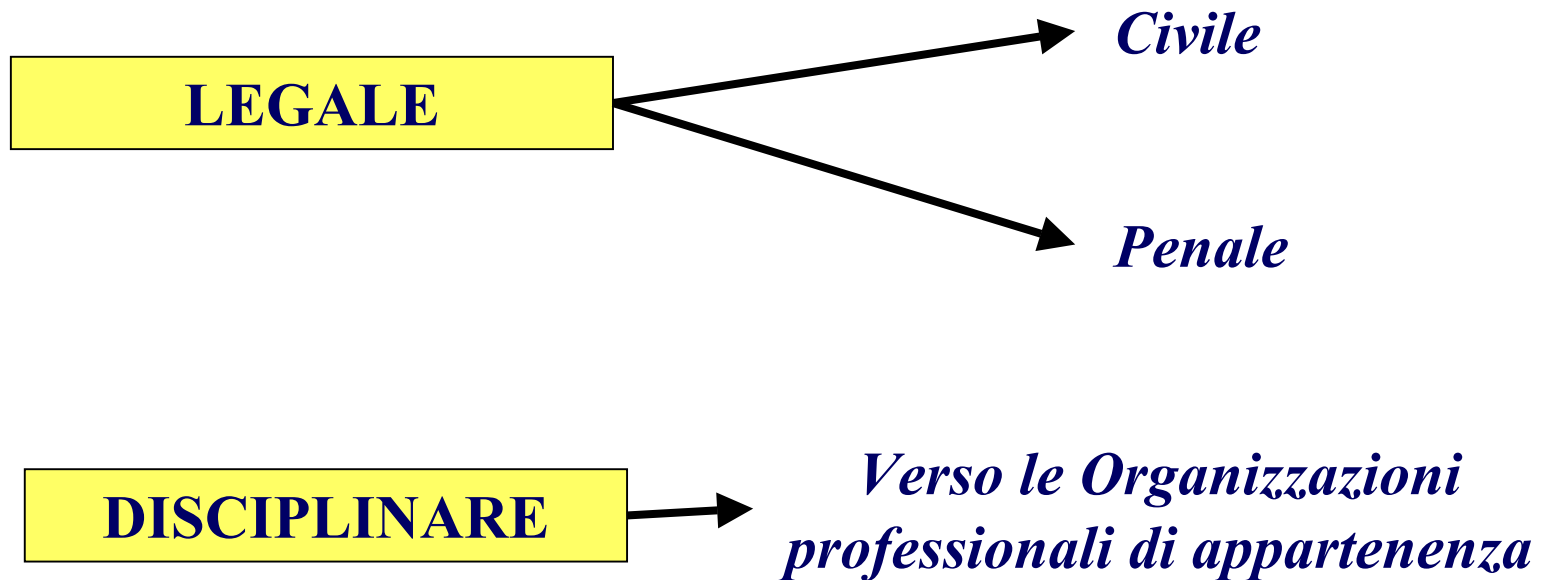 Civile
LEGALE
Penale
Verso le Organizzazioni
DISCIPLINARE
professionali di appartenenza